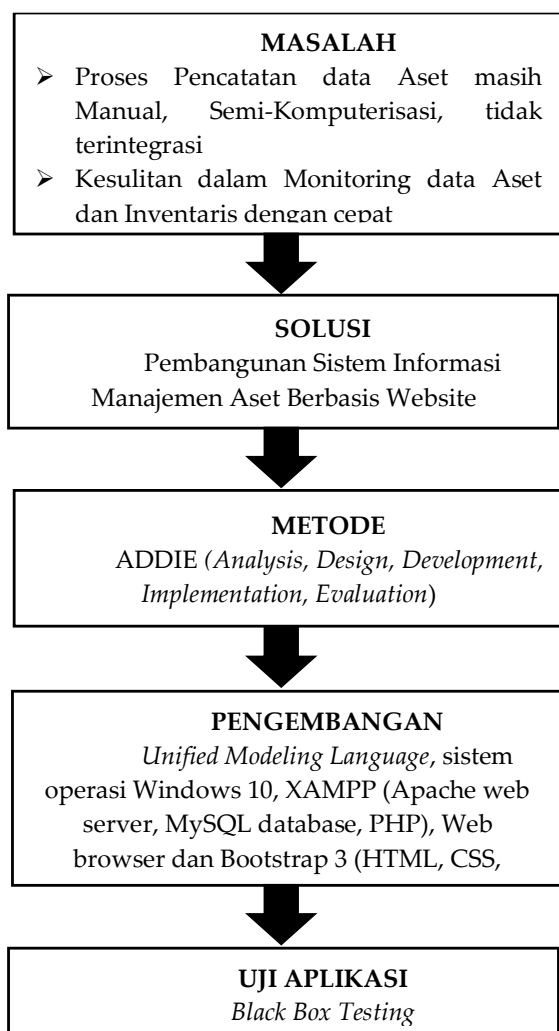 MASALAH
➢ Proses Pencatatan data Aset masih
Manual, Semi-Komputerisasi, tidak
terintegrasi
➢ Kesulitan dalam Monitoring data Aset
dan Inventaris dengan cepat
SOLUSI
Pembangunan Sistem Informasi
Manajemen Aset Berbasis Website
METODE
ADDIE (Analysis, Design, Development,
Implementation, Evaluation)
PENGEMBANGAN
Unified Modeling Language, sistem
operasi Windows 10, XAMPP (Apache web
server, MySQL database, PHP), Web
browser dan Bootstrap 3 (HTML, CSS,
UJI APLIKASI
Black Box Testing